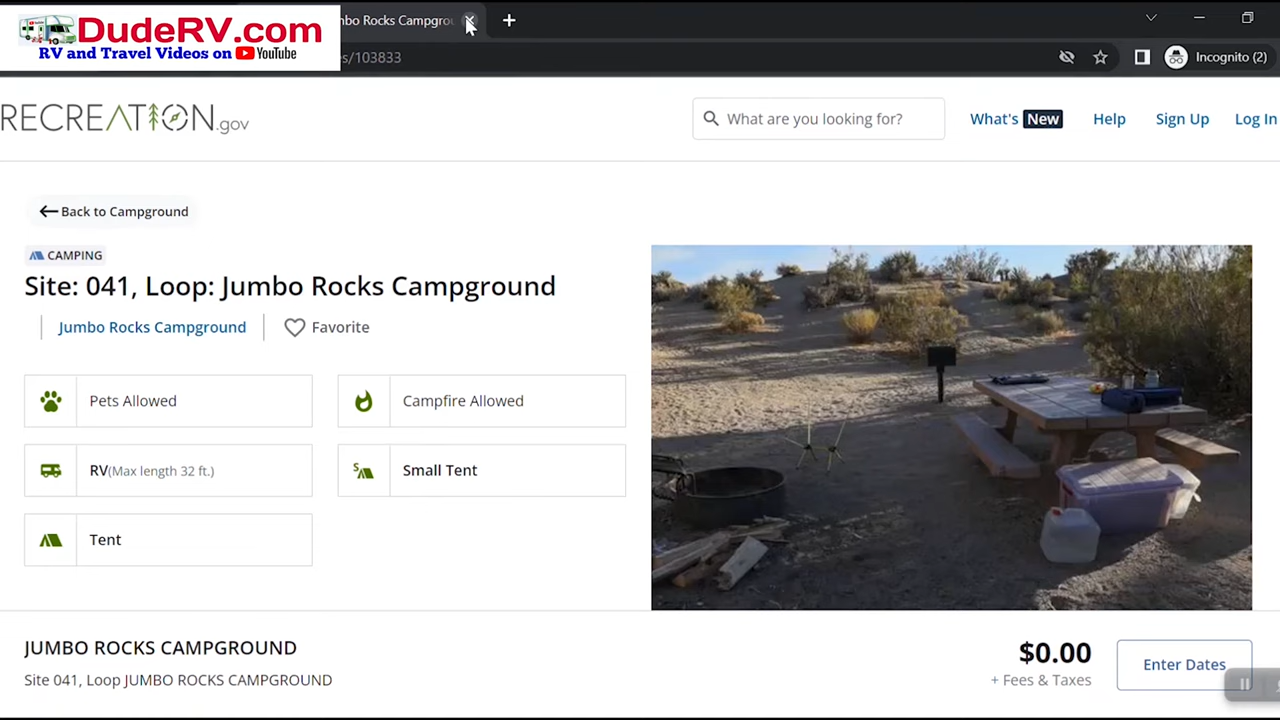 DudeRV.com
RV and Travel Videos on YouTube
mbo Rocks Campgrou
s/103833
Incognito (2)
RECREATION.gov
What are you looking for?
What's New
Help
Sign Up
Log In
Back to Campground
CAMPING
Site: 041, Loop: Jumbo Rocks Campground
Jumbo Rocks Campground
Favorite
Pets Allowed
Campfire Allowed
RV(Max length 32 ft.)
Small Tent
Tent
JUMBO ROCKS CAMPGROUND
$0.00
Site 041, Loop JUMBO ROCKS CAMPGROUND
+ Fees & Taxes
Enter Dates